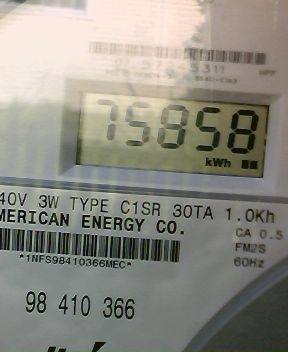 75858
kWh
40V 3W TYPE C1SR 30TA 1.0Kh
MERICAN ENERGY CO.
CA 0.5
FM2S
*1NFS98410366MEC*
60Hz
98 410 366